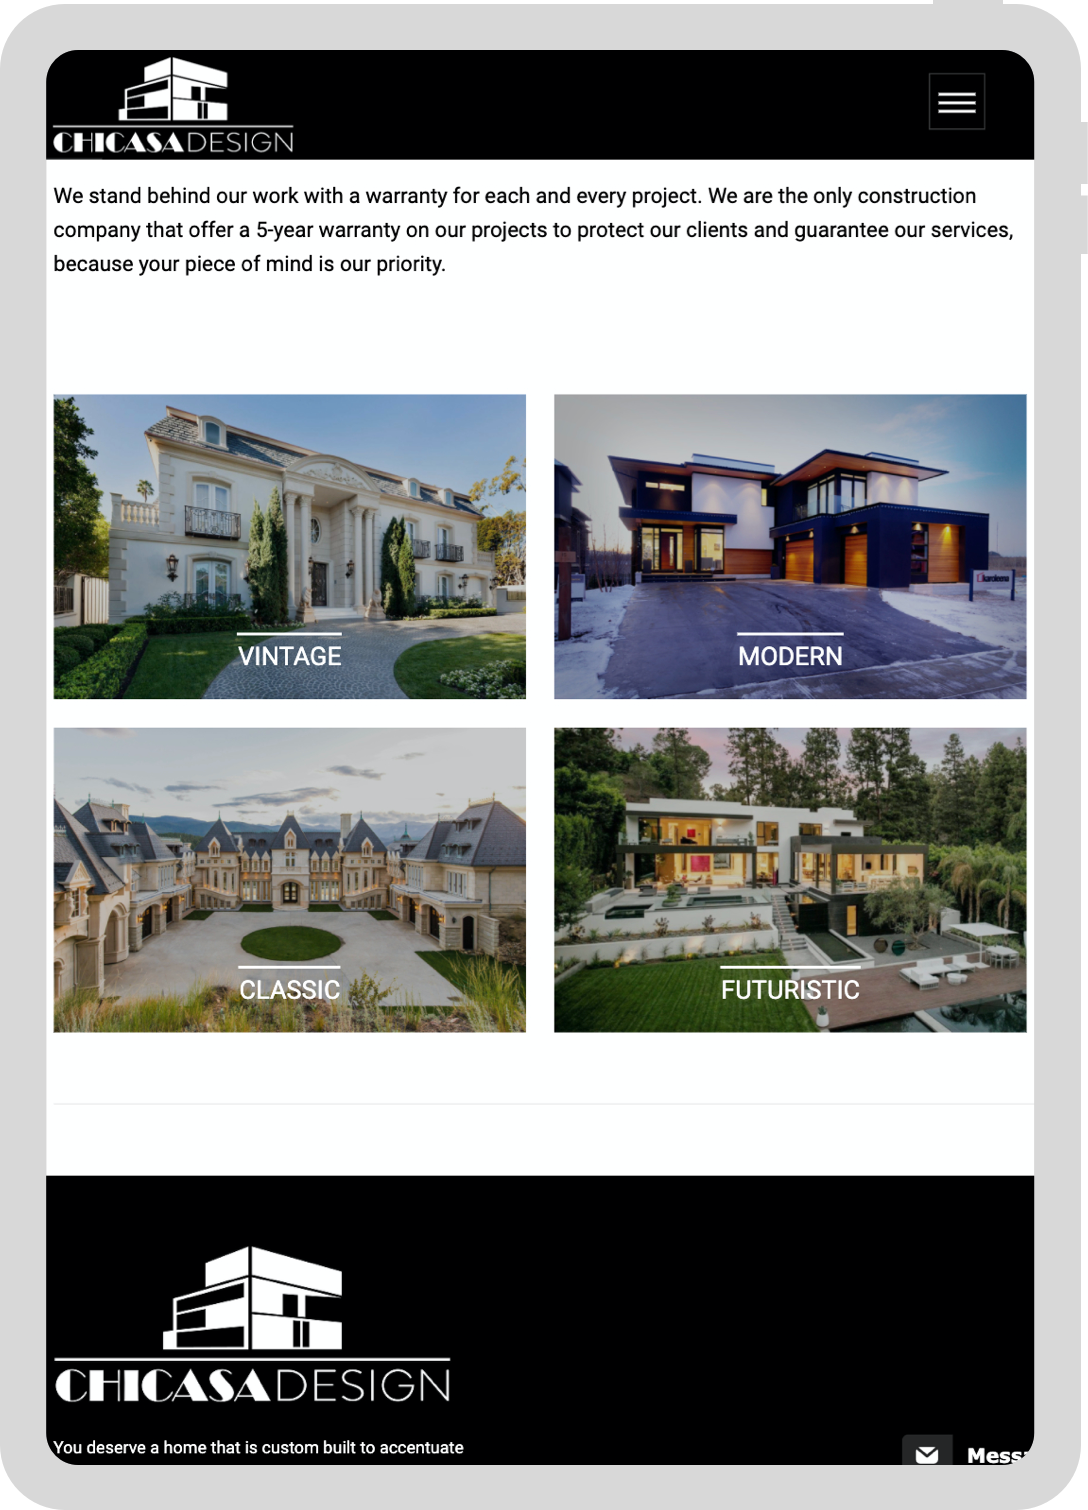 CHICASADESIGN
We stand behind our work with a warranty for each and every project. We are the only construction
company that offer a 5-year warranty on our projects to protect our clients and guarantee our services,
because your piece of mind is our priority.
VINTAGE
MODERN
CLASSIC
FUTURISTIC
CHICASADESIGN
You deserve a home that is custom built to accentuate